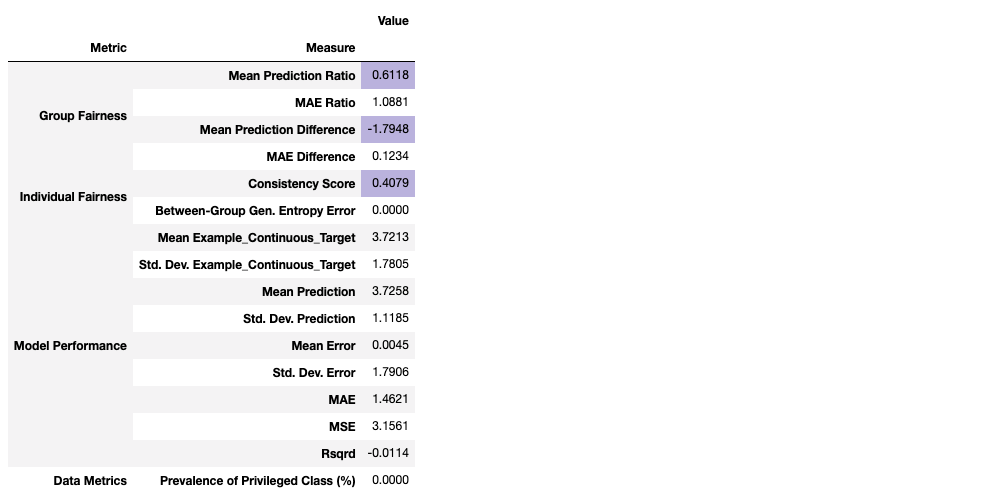 Value
Metric Measure
Mean Prediction Ratio 0.6118
MAE Ratio 1.0881
Group Fairness
Mean Prediction Difference -1.7948
MAE Difference 0.1234
Consistency Score 0.4079
Individual Fairness
Between-Group Gen. Entropy Error 0.0000
Mean Example_Continuous_Target 3.7213
Std. Dev. Example_Continuous_Target 1.7805
Mean Prediction 3.7258
Std. Dev. Prediction 1.1185
Model Performance Mean Error 0.0045
Std. Dev. Error 1.7906
MAE 1.4621
MSE 3.1561
Rsqrd -0.0114
Data Metrics Prevalence of Privileged Class (%) 0.0000